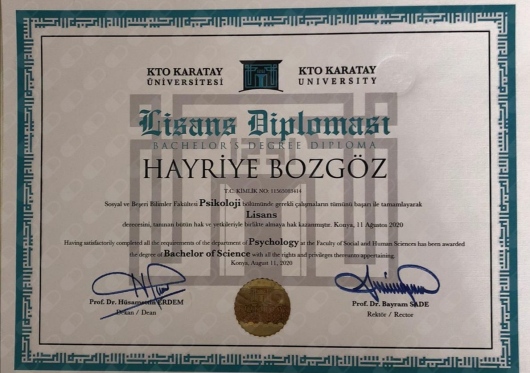 KTO KARATAY
ÜNİVERSİTESİ
KTO KARATAY
UNIVERSITY
Lisans Diploması
BACHELOR'S DEGREE DIPLOMA
HAYRİYE BOZGÖZ
T.C. KİMLİK NO:
Sosyal ve Beşeri Bilimler Fakültesi Psikoloji bölümünde gerekli çalışmaların tümünü başarı ile tamamlayarak
Lisans
derecesini, tanınan bütün hak ve yetkileriyle birlikte almaya hak kazanmıştır. Konya, 11 Ağustos 2020
Having satisfactorily completed all the requirements of the department of Psychology at the Faculty of Social and Human Sciences has been awarded
the degree of Bachelor of Science with all the rights and privileges thereunto appertaining.
Konya, August 11, 2020
Prof. Dr. Hüsamettin ERDEM
Dekan / Dean
Prof. Dr. Bayram SADE
Rektör / Rector